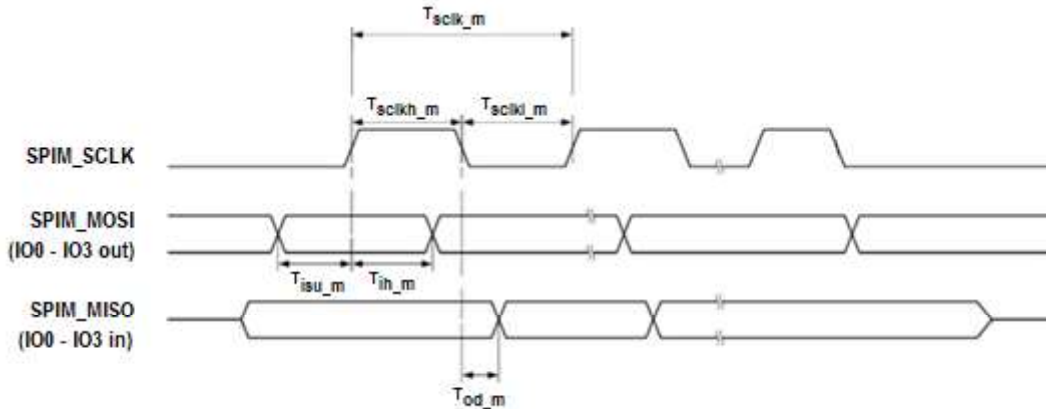 Tsclk_m
Tsclkh_m Tsclkl_m
SPIM_SCLK
SPIM_MOSI
(IO0 - IO3 out)
Tisu_m Tih_m
SPIM_MISO
(IO0 - IO3 in)
Tod_m